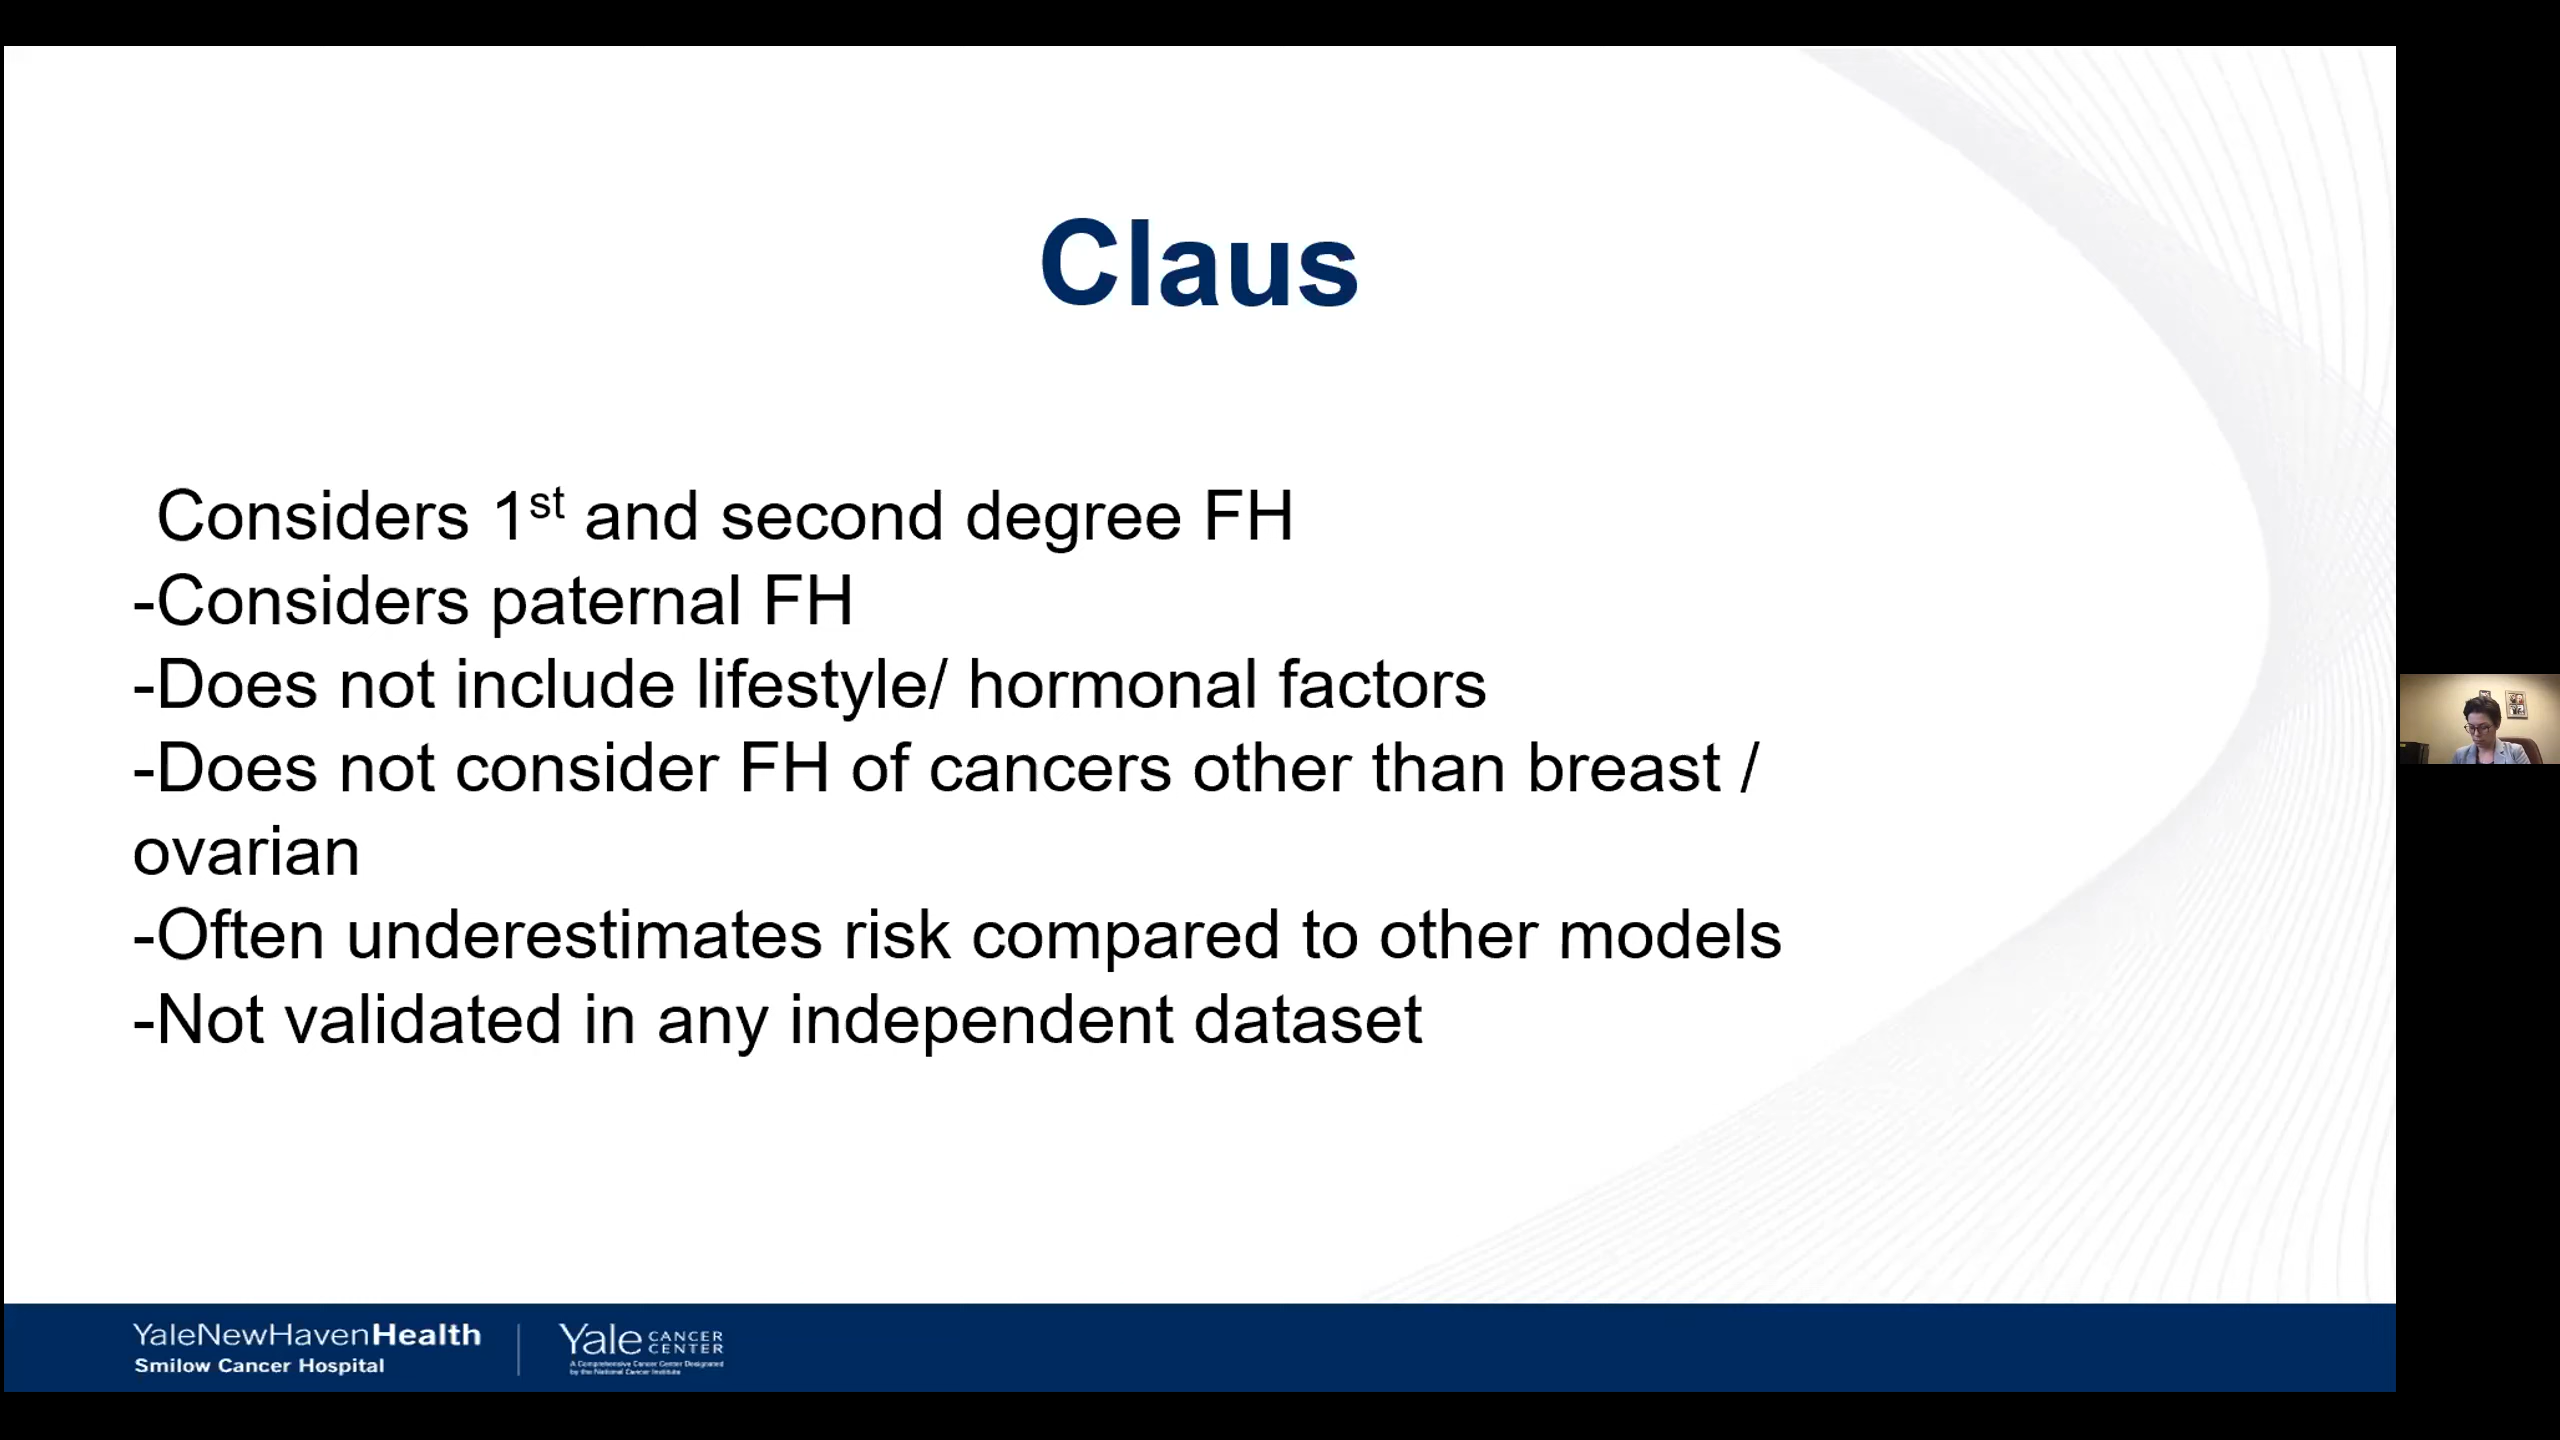 Claus
Considers 1st and second degree FH
-Considers paternal FH
-Does not include lifestyle/ hormonal factors
-Does not consider FH of cancers other than breast /
ovarian
-Often underestimates risk compared to other models
-Not validated in any independent dataset
YaleNewHavenHealth
Smilow Cancer Hospital
Yale CANCER
CENTER
A Comprehensive Cancer Center Designated
by the National Cancer Institute